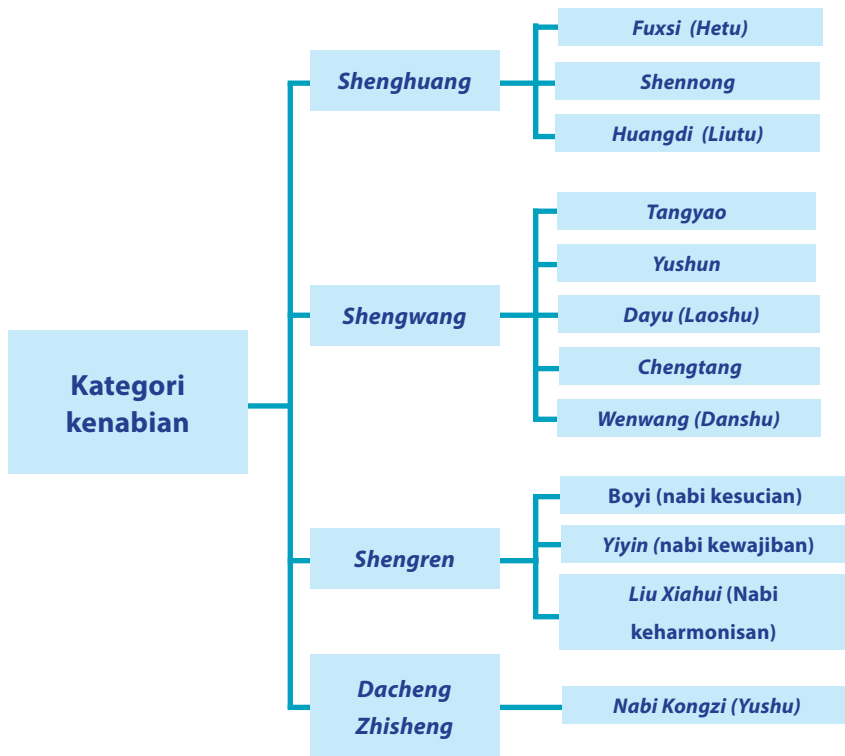 Kategori
kenabian
Shenghuang
Fuxsi (Hetu)
Shennong
Huangdi (Liutu)
Shengwang
Tangyao
Yushun
Dayu (Laoshu)
Chengtang
Wenwang (Danshu)
Shengren
Boyi (nabi kesucian)
Yiyin (nabi kewajiban)
Liu Xiahui (Nabi
keharmonisan)
Dacheng
Zhisheng
Nabi Kongzi (Yushu)